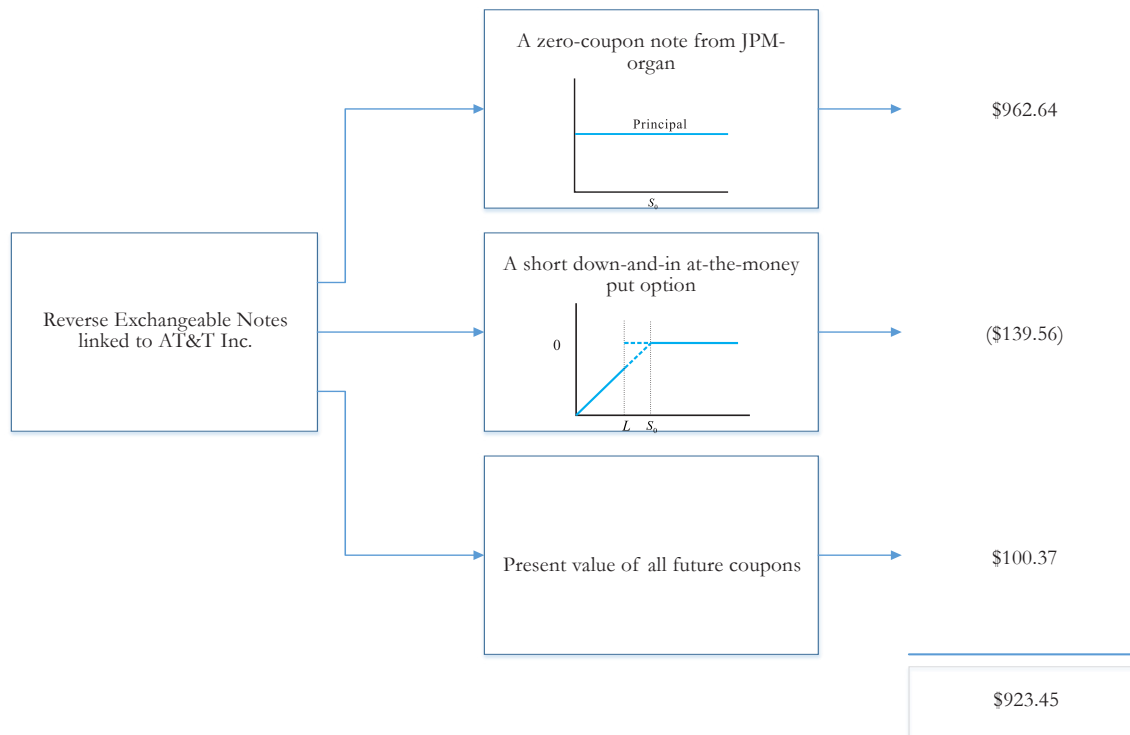 A zero-coupon note from JPM-
organ
Principal
S₀
$962.64
Reverse Exchangeable Notes
linked to AT&T Inc.
A short down-and-in at-the-money
put option
0
L S₀
($139.56)
Present value of all future coupons
$100.37
$923.45